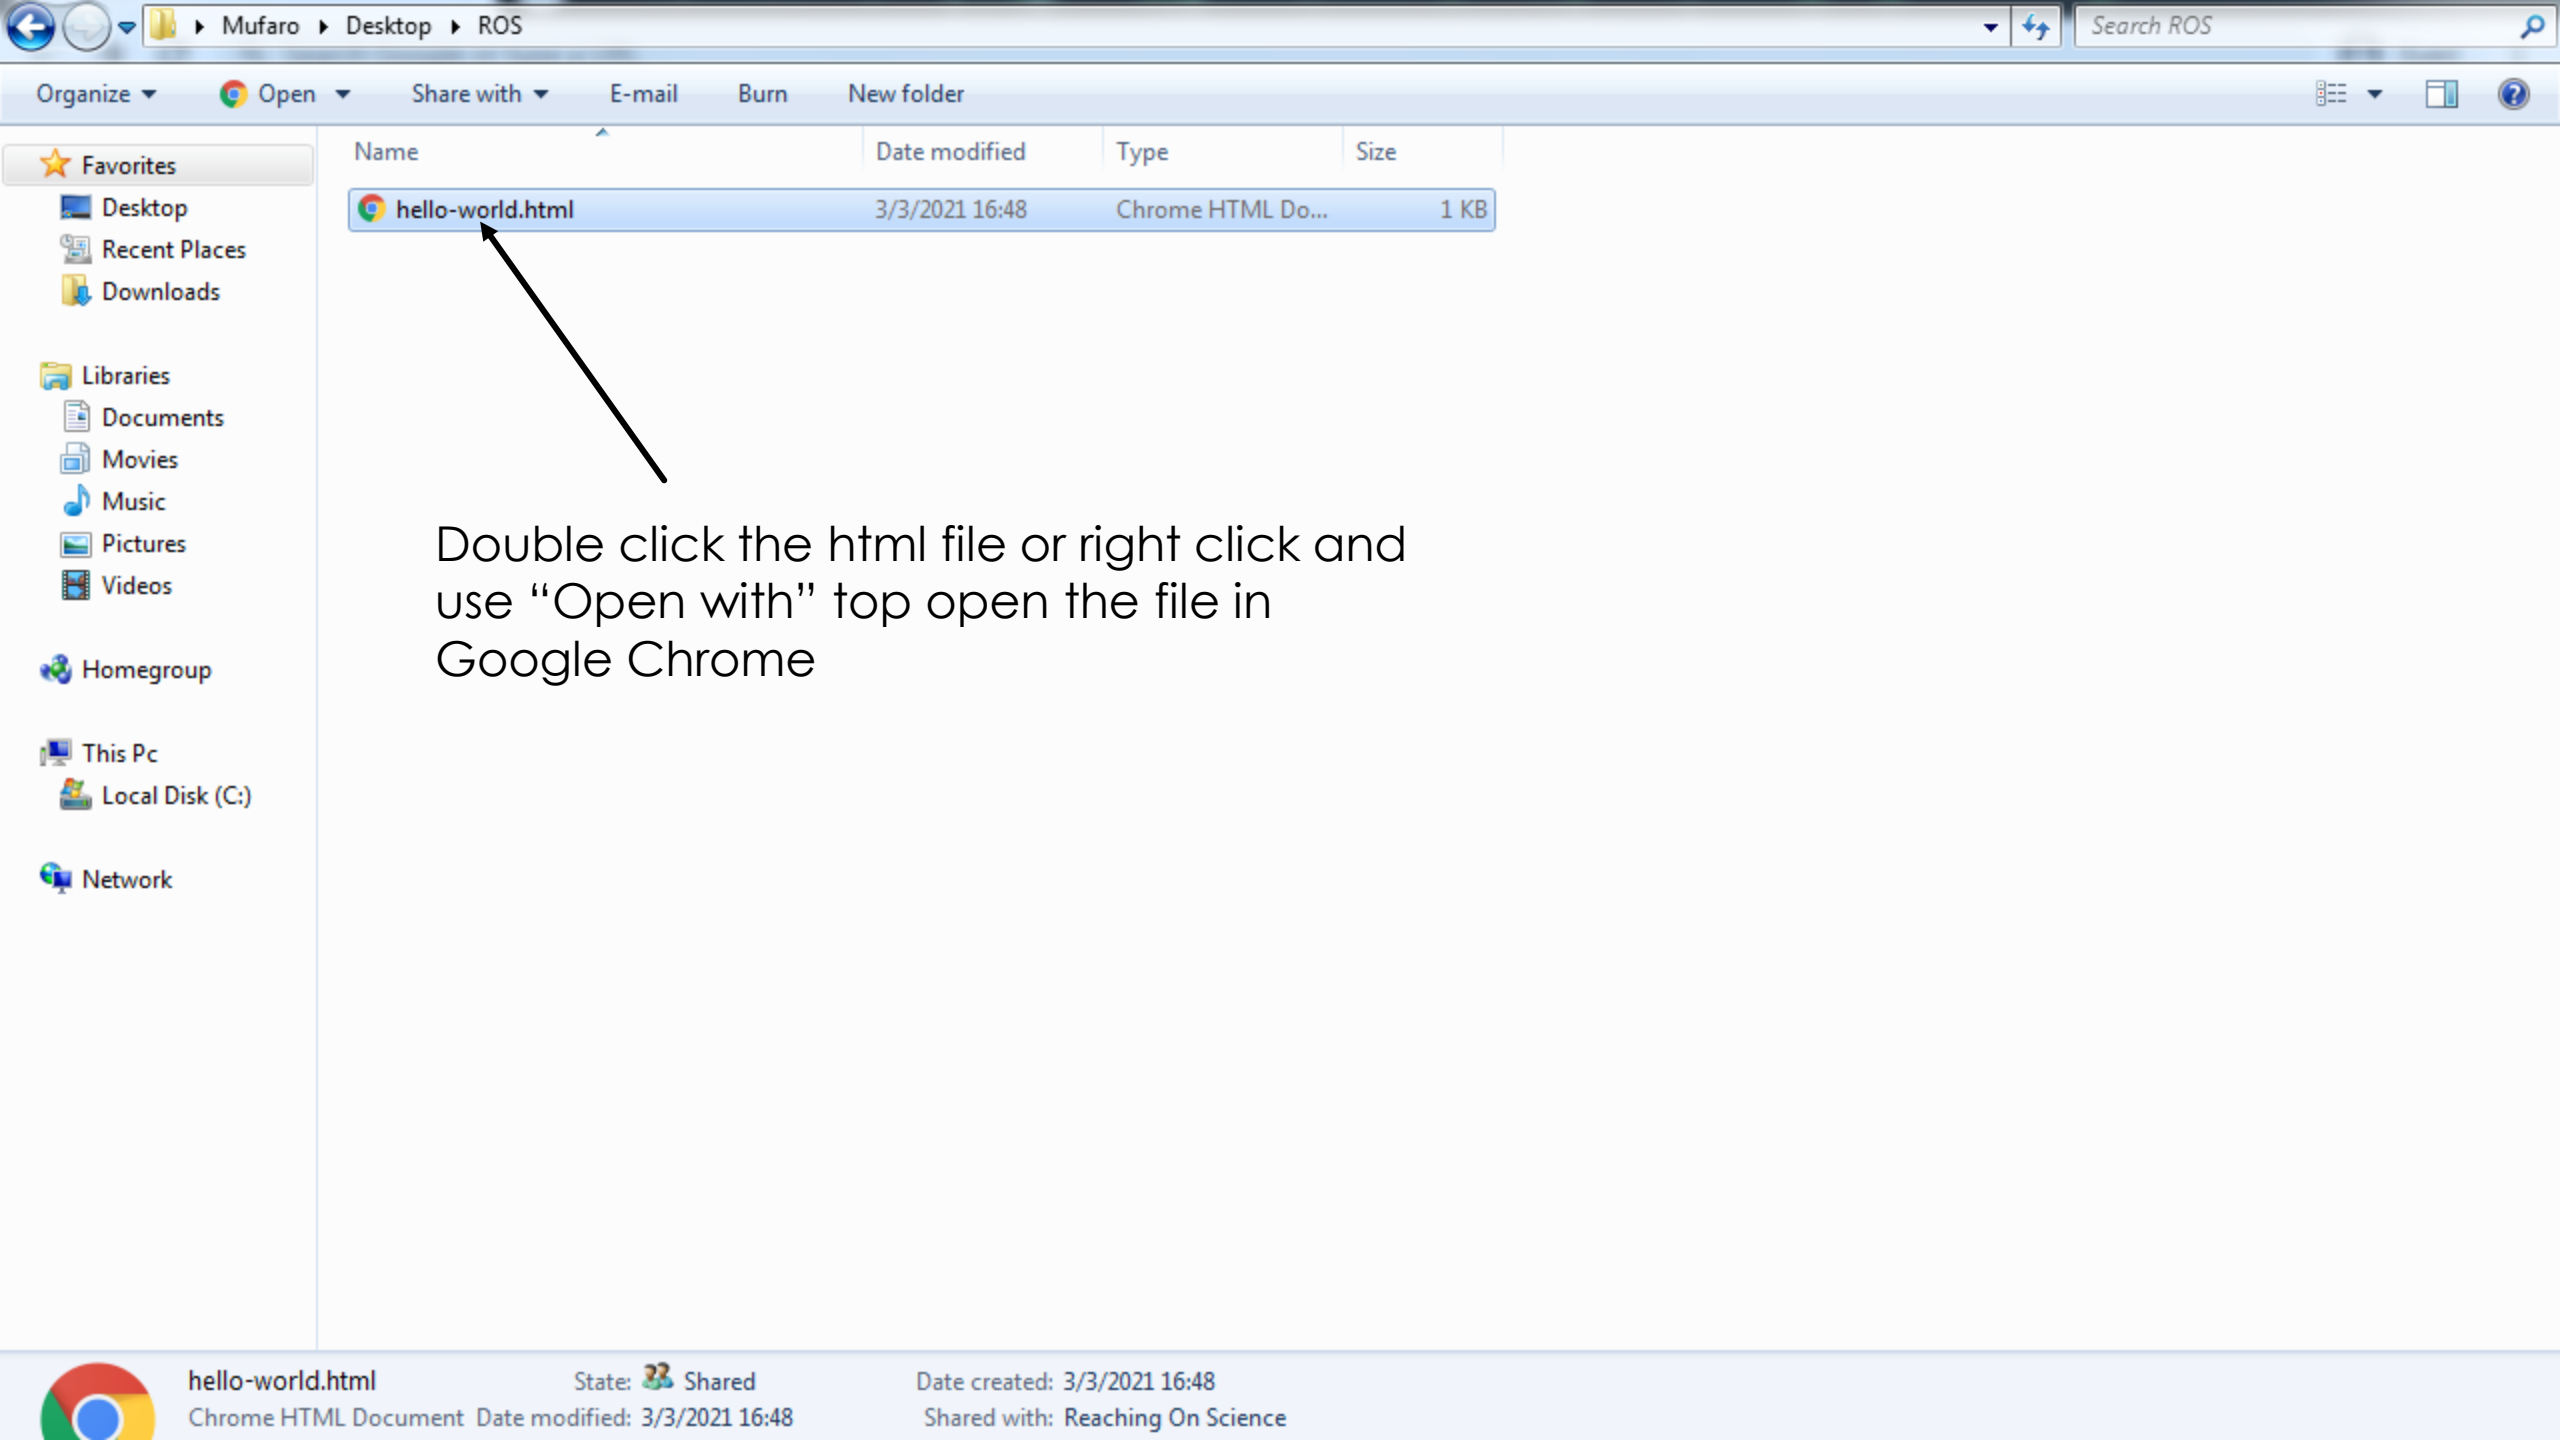 Mufaro Desktop ROS
Search ROS
Organize Open Share with E-mail Burn New folder
Name Date modified Type Size
hello-world.html 3/3/2021 16:48 Chrome HTML Do... 1 KB
Favorites
Desktop
Recent Places
Downloads
Libraries
Documents
Movies
Music
Pictures
Videos
Homegroup
This Pc
Local Disk (C:)
Network
Double click the html file or right click and
use “Open with” top open the file in
Google Chrome
hello-world.html State: Shared Date created: 3/3/2021 16:48
Chrome HTML Document Date modified: 3/3/2021 16:48 Shared with: Reaching On Science